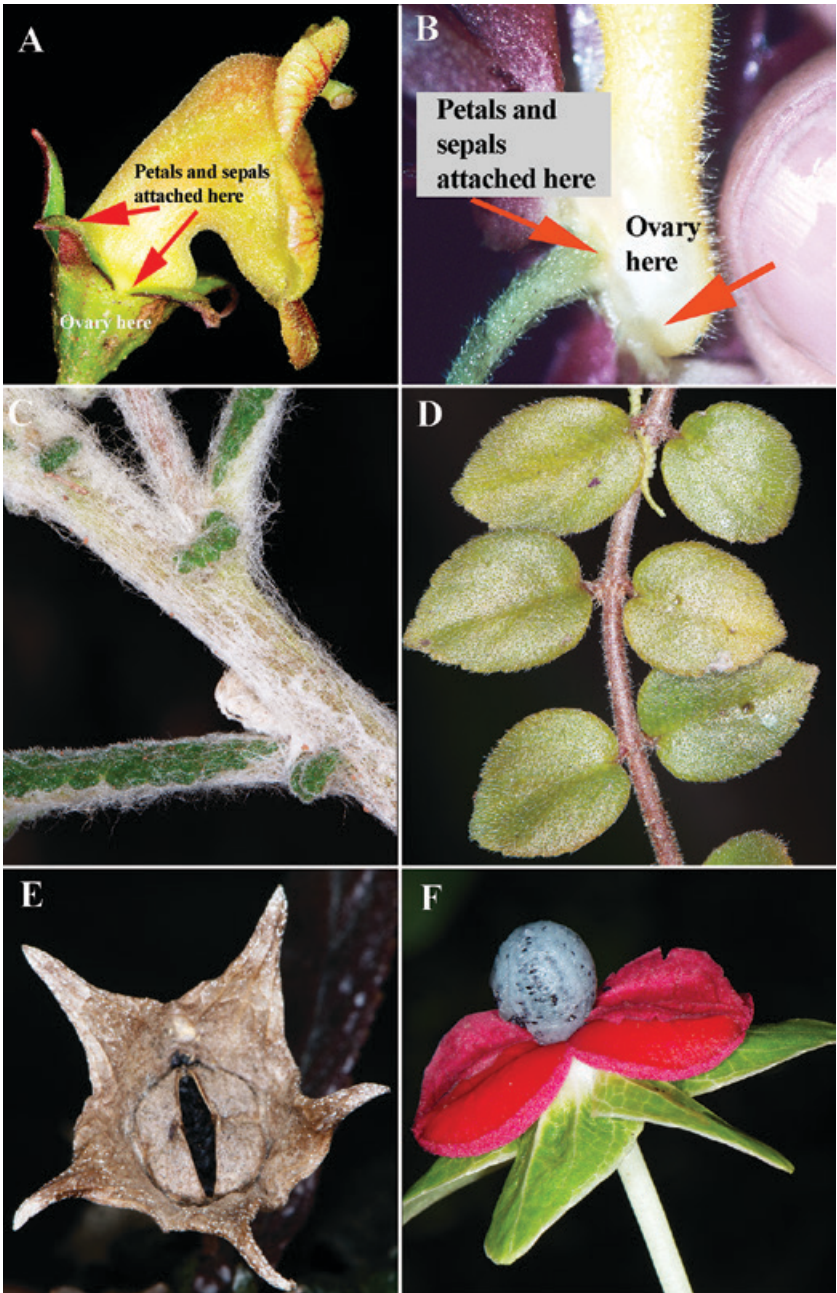 A
Petals and sepals
attached here
Ovary here
B
Petals and
sepals
attached here
Ovary
here
C
D
E
F